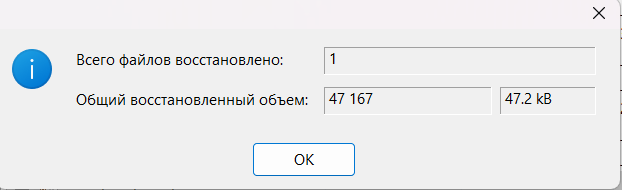 Всего файлов восстановлено: 1
Общий восстановленный объем: 47 167 47.2 kB
OK